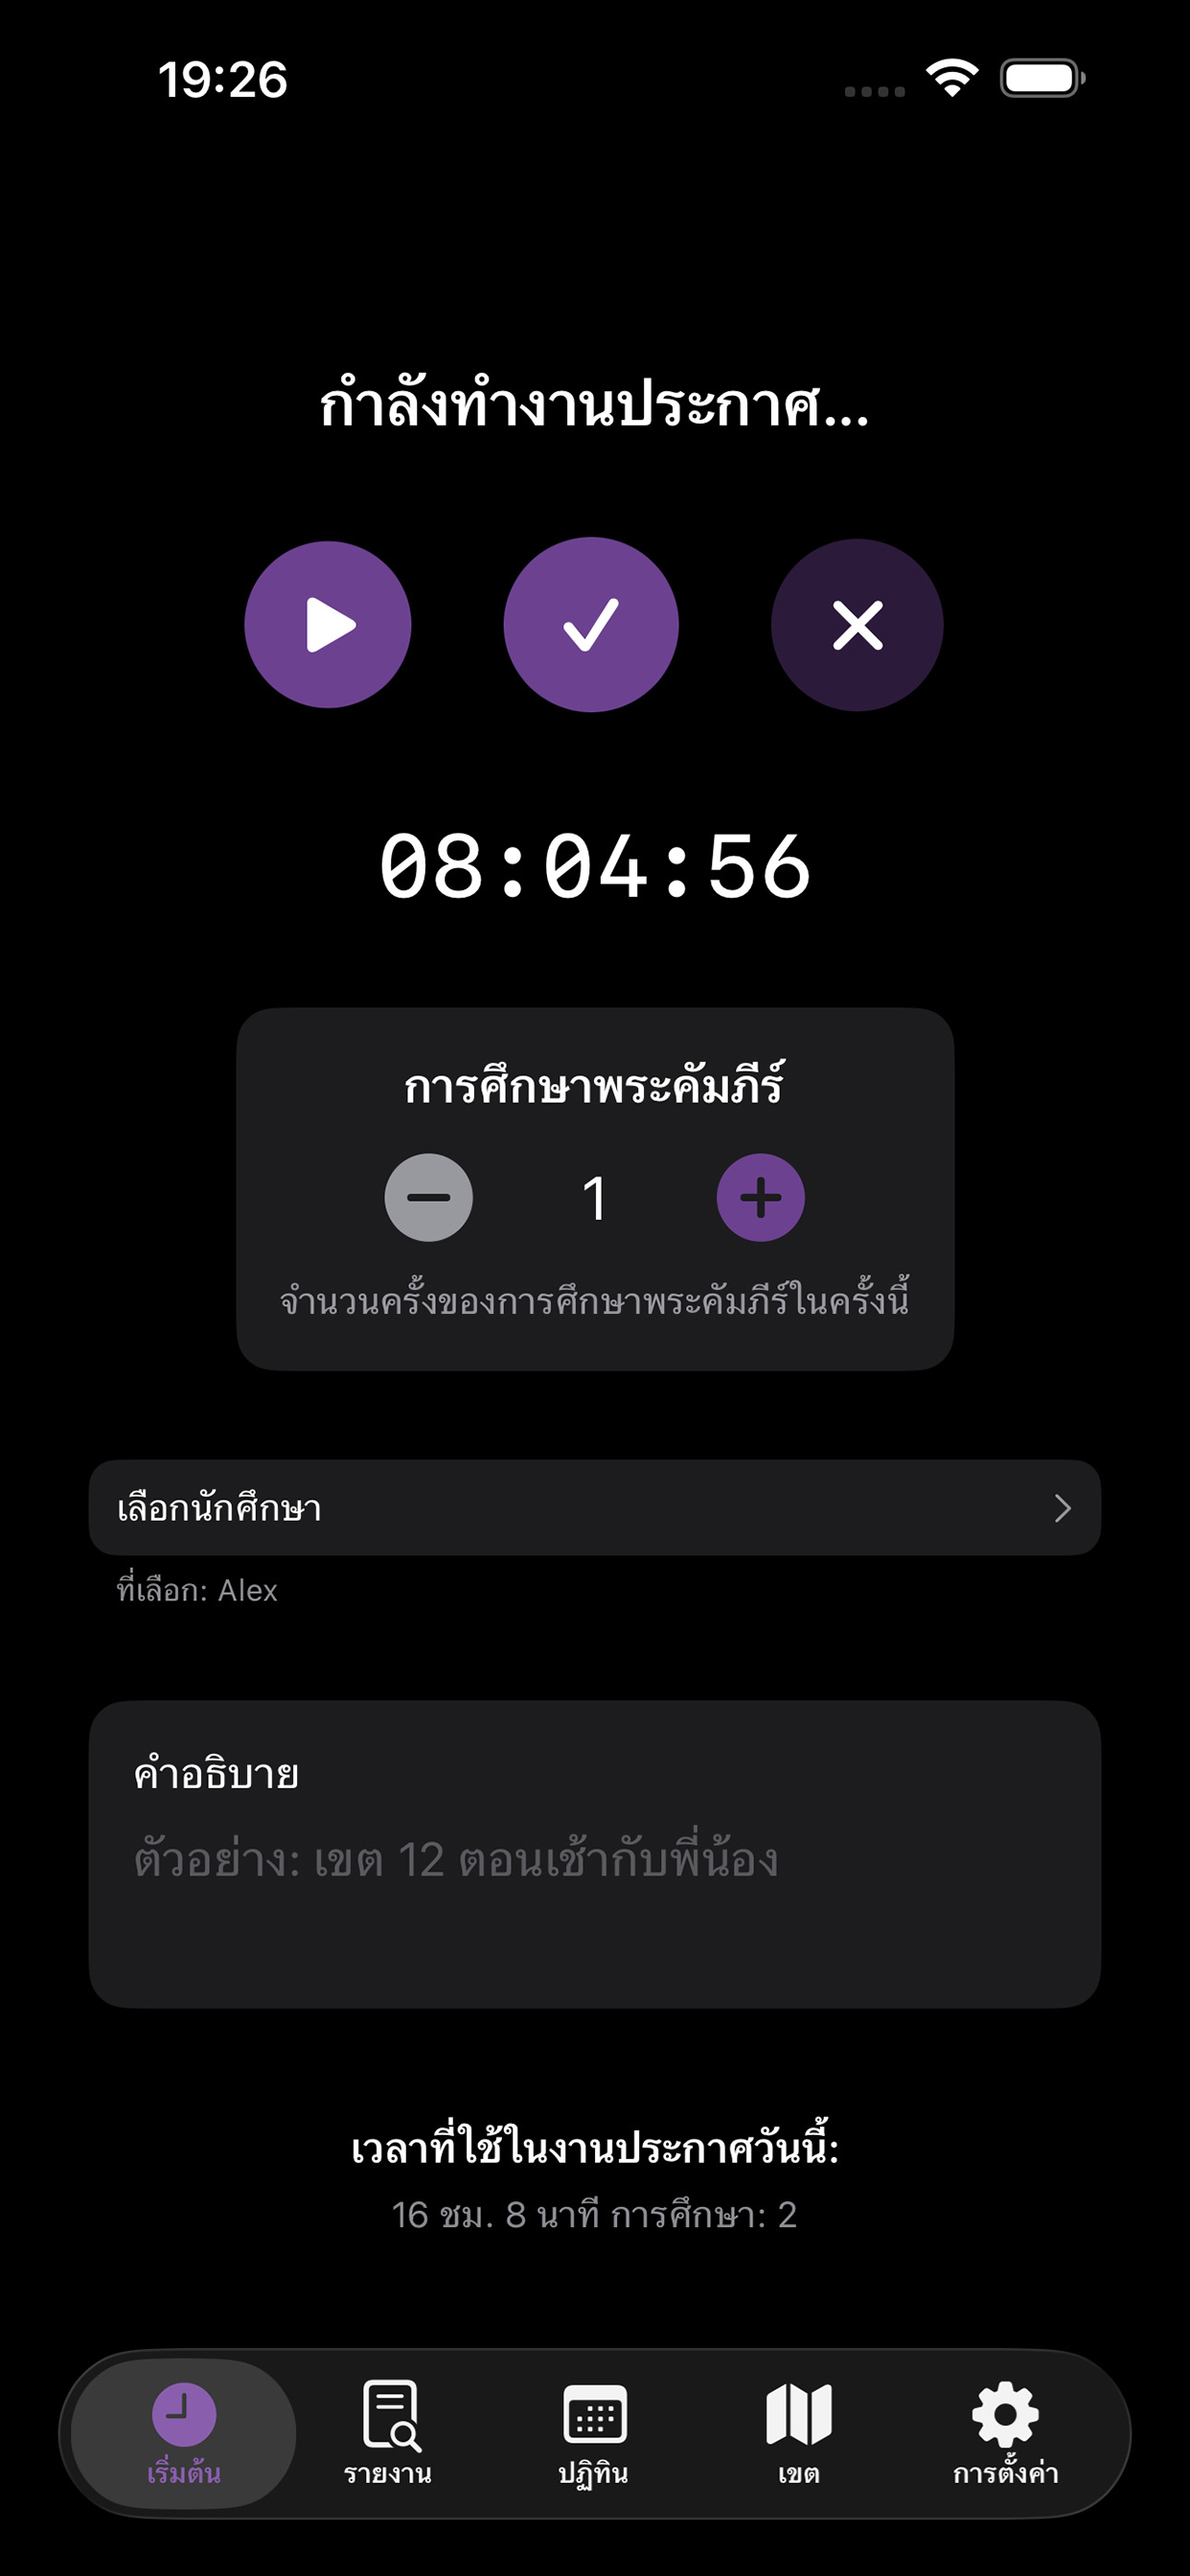 19:26
กำลังทำงานประกาศ...
08:04:56
การศึกษาพระคัมภีร์
1
จำนวนครั้งของการศึกษาพระคัมภีร์ในครั้งนี้
เลือกนักศึกษา
ที่เลือก: Alex
คำอธิบาย
ตัวอย่าง: เขต 12 ตอนเช้ากับพี่น้อง
เวลาที่ใช้ในงานประกาศวันนี้:
16 ชม. 8 นาที การศึกษา: 2
เริ่มต้น รายงาน ปฏิทิน เขต การตั้งค่า